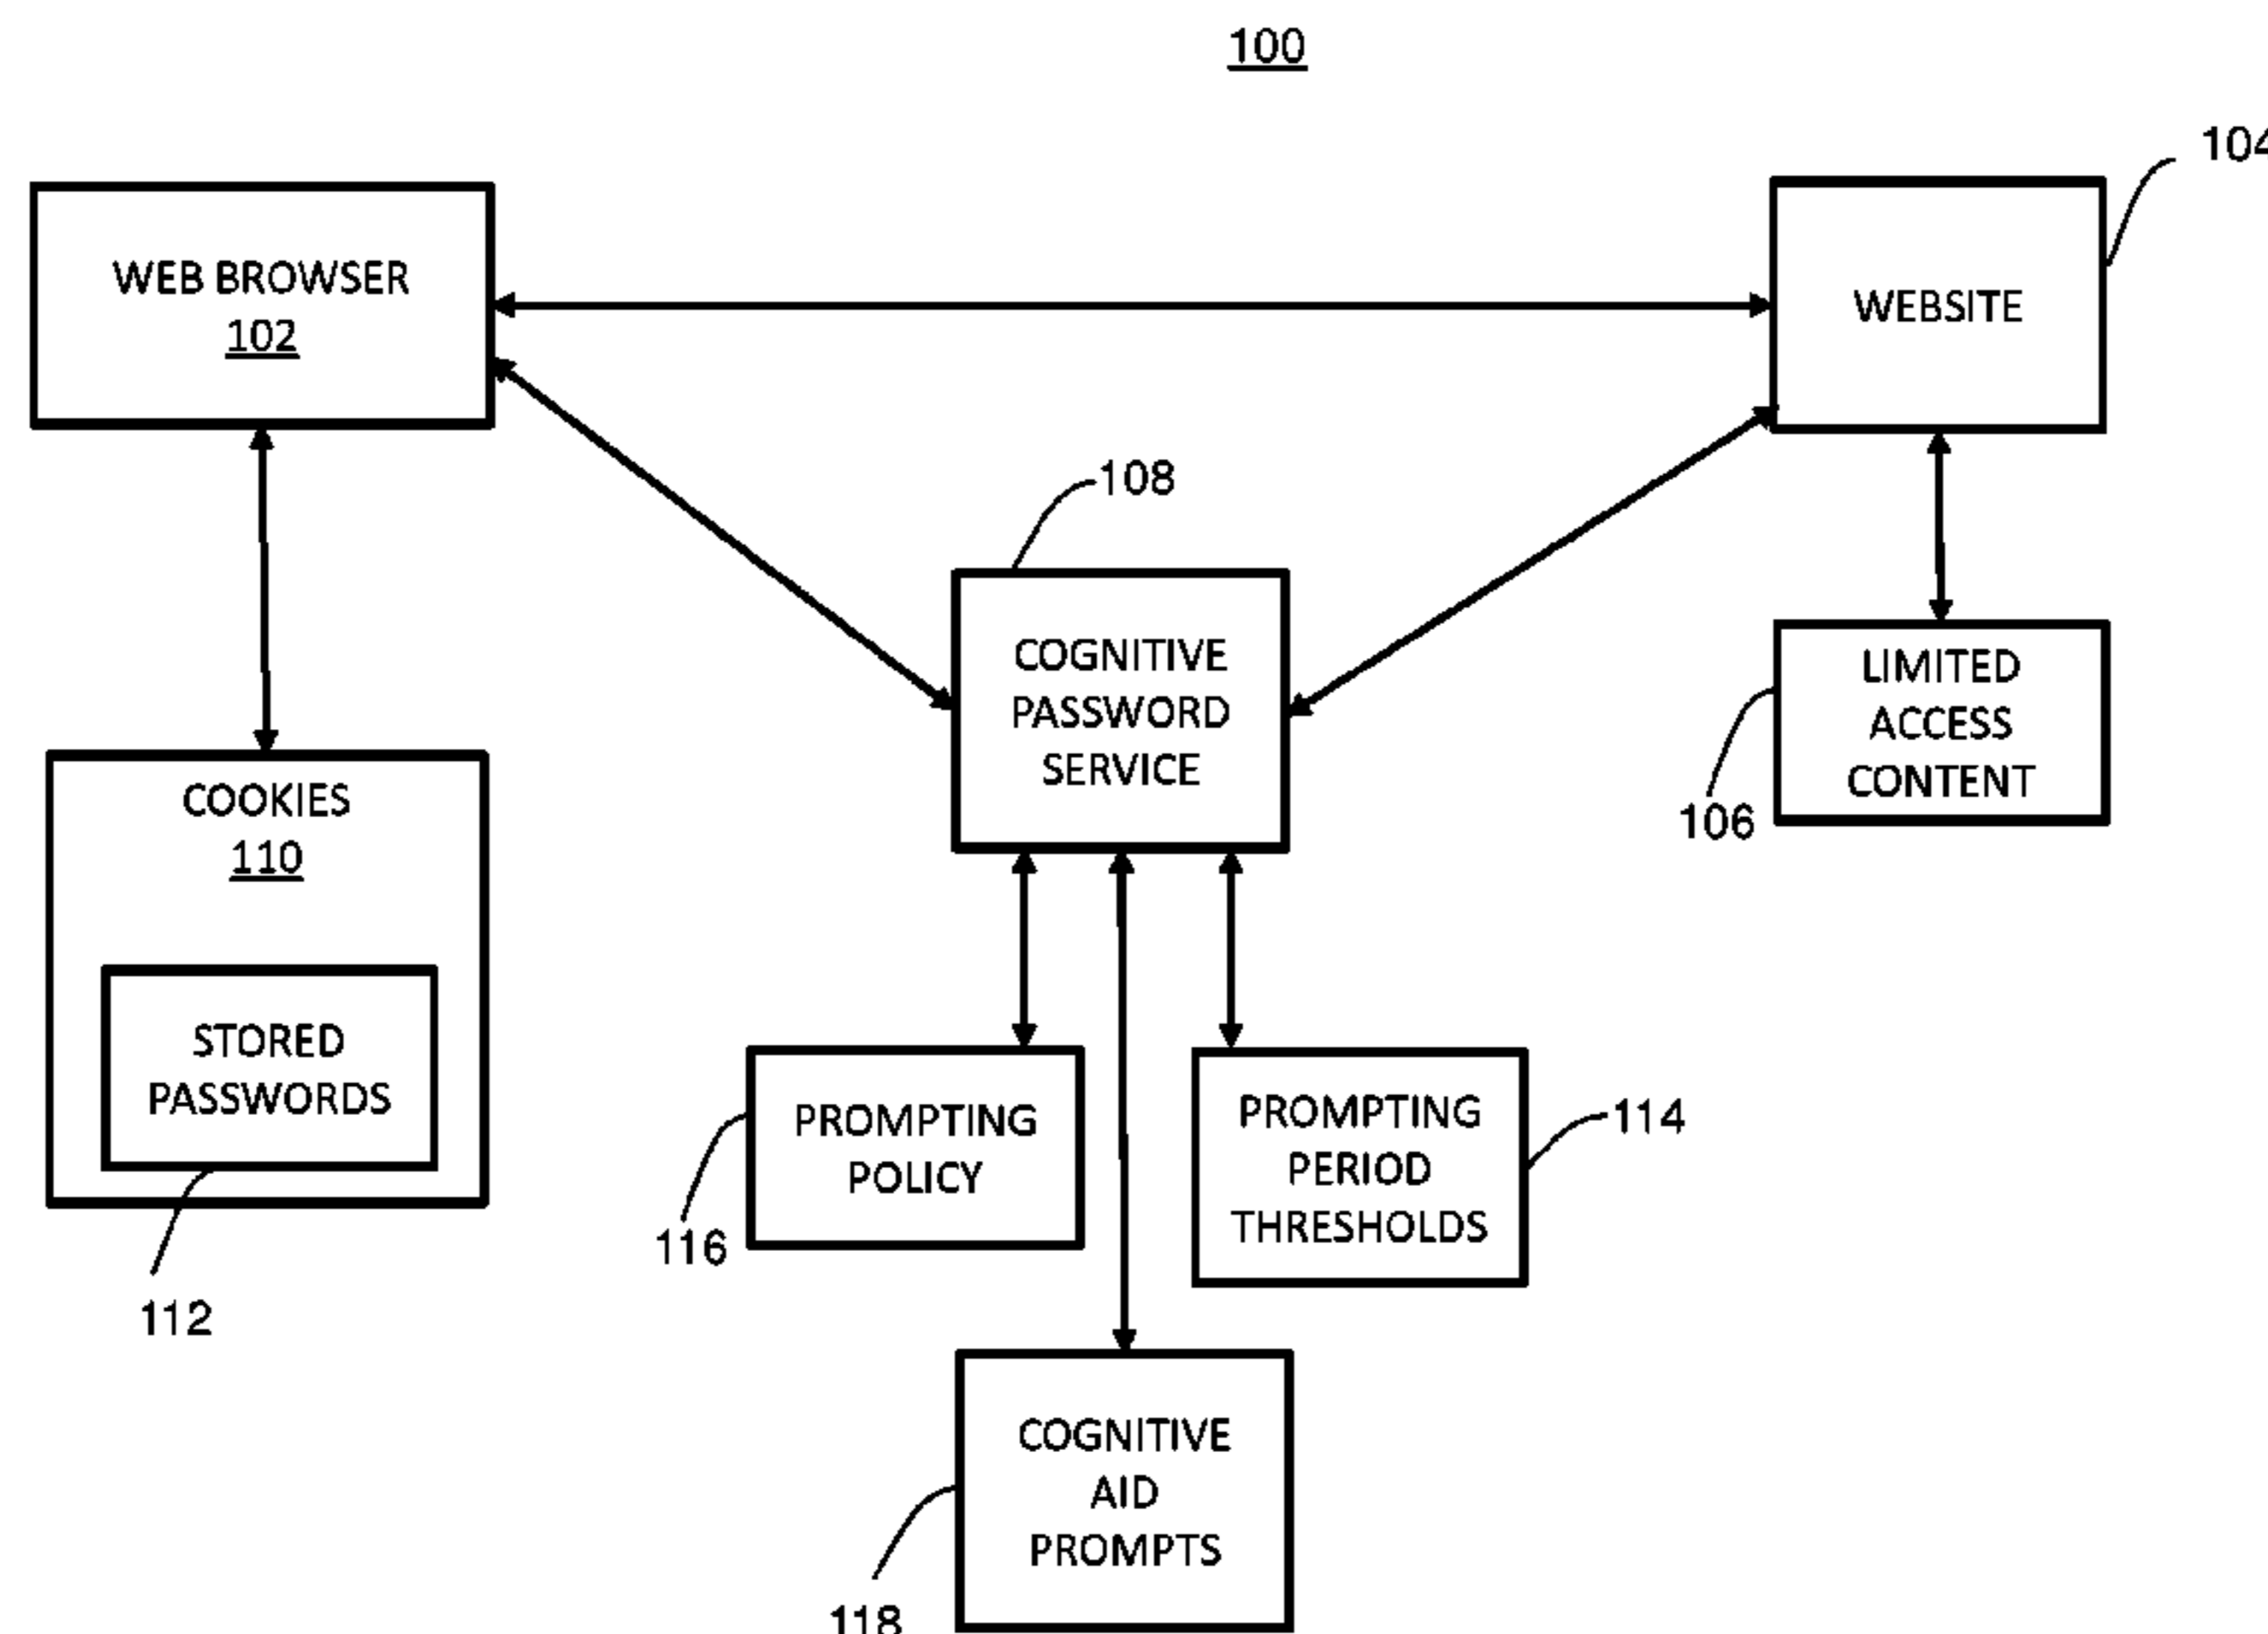 100
104
WEB BROWSER
102
WEBSITE
108
COGNITIVE
PASSWORD
SERVICE
LIMITED
ACCESS
CONTENT
106
COOKIES
110
STORED
PASSWORDS
112
PROMPTING
POLICY
116
PROMPTING
PERIOD
THRESHOLDS
114
COGNITIVE
AID
PROMPTS
118